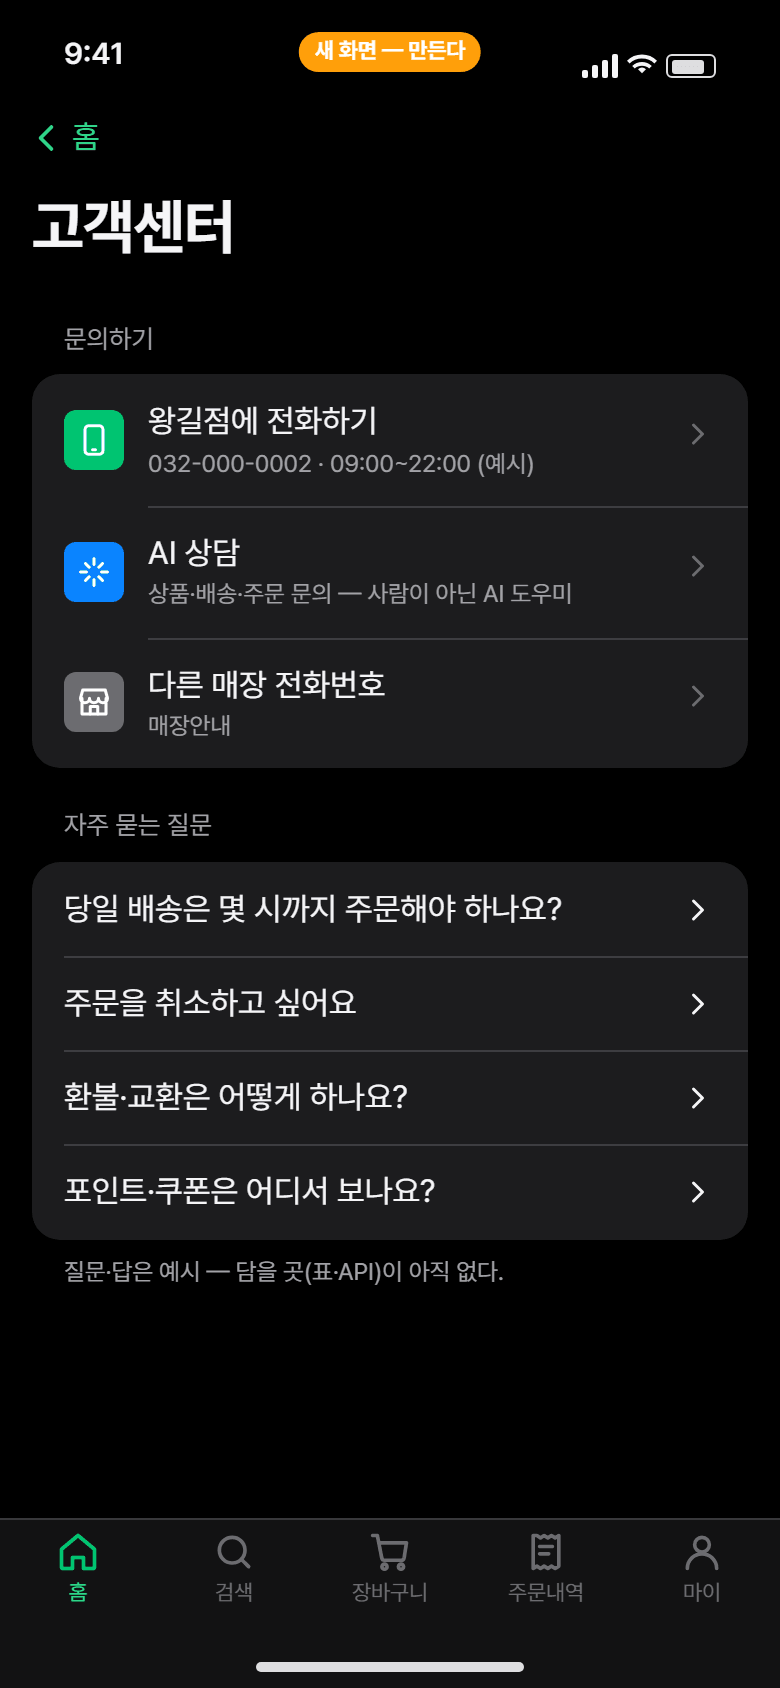 9:41
새 화면 — 만든다
홈
고객센터
문의하기
왕길점에 전화하기
032-000-0002 · 09:00~22:00 (예시)
AI 상담
상품·배송·주문 문의 — 사람이 아닌 AI 도우미
다른 매장 전화번호
매장안내
자주 묻는 질문
당일 배송은 몇 시까지 주문해야 하나요?
주문을 취소하고 싶어요
환불·교환은 어떻게 하나요?
포인트·쿠폰은 어디서 보나요?
질문·답은 예시 — 담을 곳(표·API)이 아직 없다.
홈
검색
장바구니
주문내역
마이